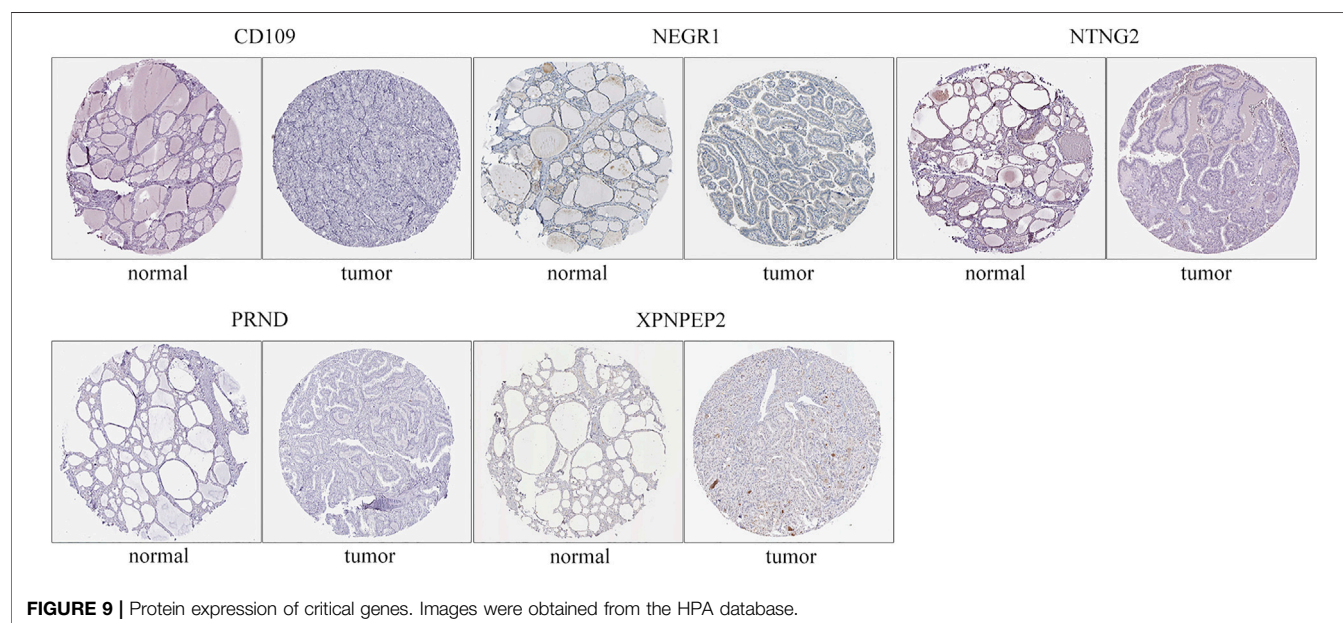 CD109 NEGR1 NTNG2
normal tumor normal tumor normal tumor
PRND XPNPEP2
normal tumor normal tumor
FIGURE 9 | Protein expression of critical genes. Images were obtained from the HPA database.